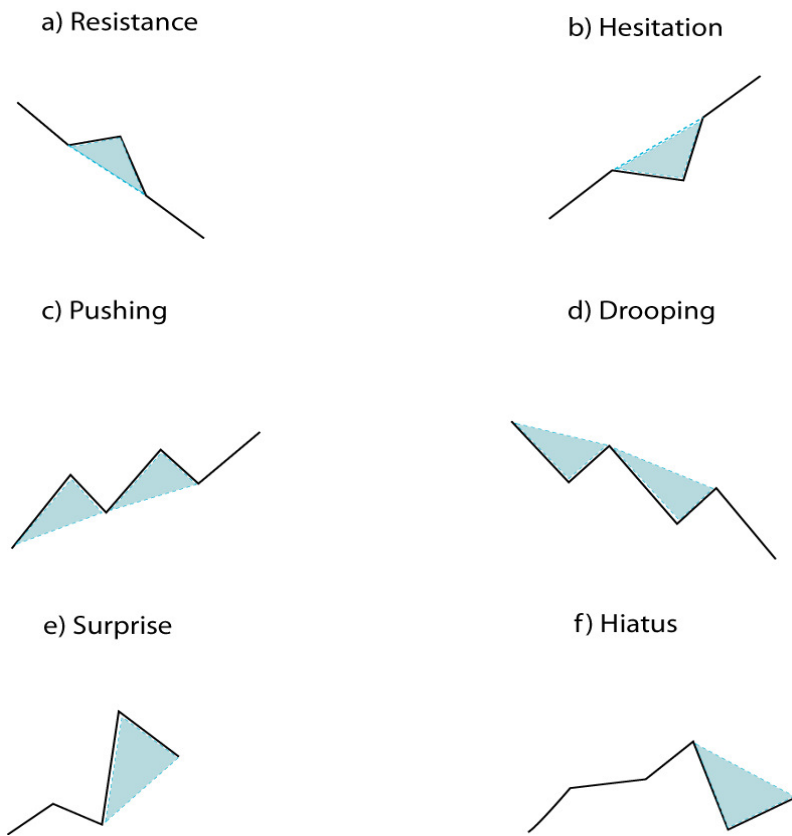 a) Resistance
b) Hesitation
c) Pushing
d) Drooping
e) Surprise
f) Hiatus